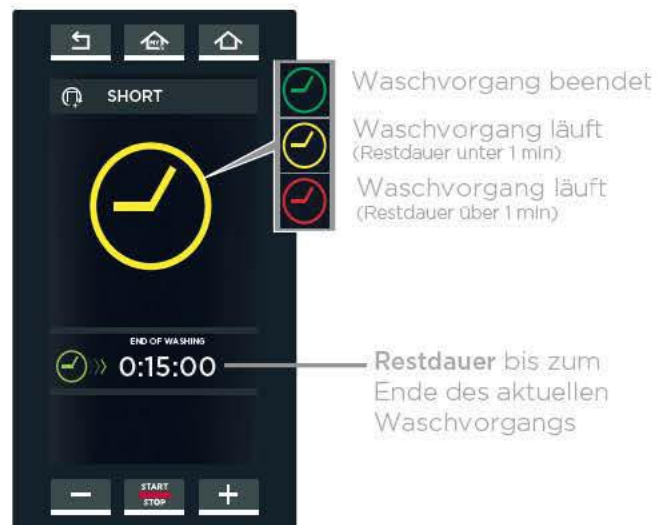 MY
SHORT
Waschvorgang beendet
Waschvorgang läuft
(Restdauer unter 1 min)
Waschvorgang läuft
(Restdauer über 1 min)
END OF WASHING
0:15:00
Restdauer bis zum
Ende des aktuellen
Waschvorgangs
−
START
STOP
+